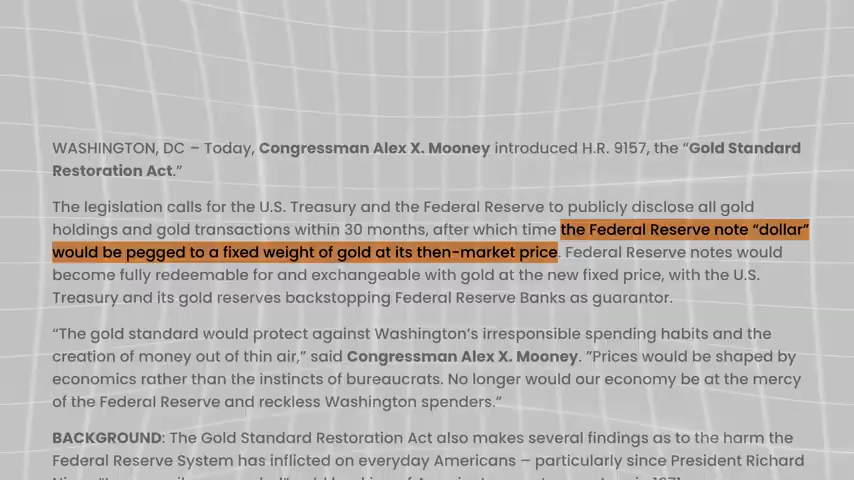 WASHINGTON, DC – Today, Congressman Alex X. Mooney introduced H.R. 9157, the “Gold Standard
Restoration Act.”
The legislation calls for the U.S. Treasury and the Federal Reserve to publicly disclose all gold
holdings and gold transactions within 30 months, after which time the Federal Reserve note “dollar”
would be pegged to a fixed weight of gold at its then-market price. Federal Reserve notes would
become fully redeemable for and exchangeable with gold at the new fixed price, with the U.S.
Treasury and its gold reserves backstopping Federal Reserve Banks as guarantor.
“The gold standard would protect against Washington’s irresponsible spending habits and the
creation of money out of thin air,” said Congressman Alex X. Mooney. “Prices would be shaped by
economics rather than the instincts of bureaucrats. No longer would our economy be at the mercy
of the Federal Reserve and reckless Washington spenders.”
BACKGROUND: The Gold Standard Restoration Act also makes several findings as to the harm the
Federal Reserve System has inflicted on everyday Americans – particularly since President Richard